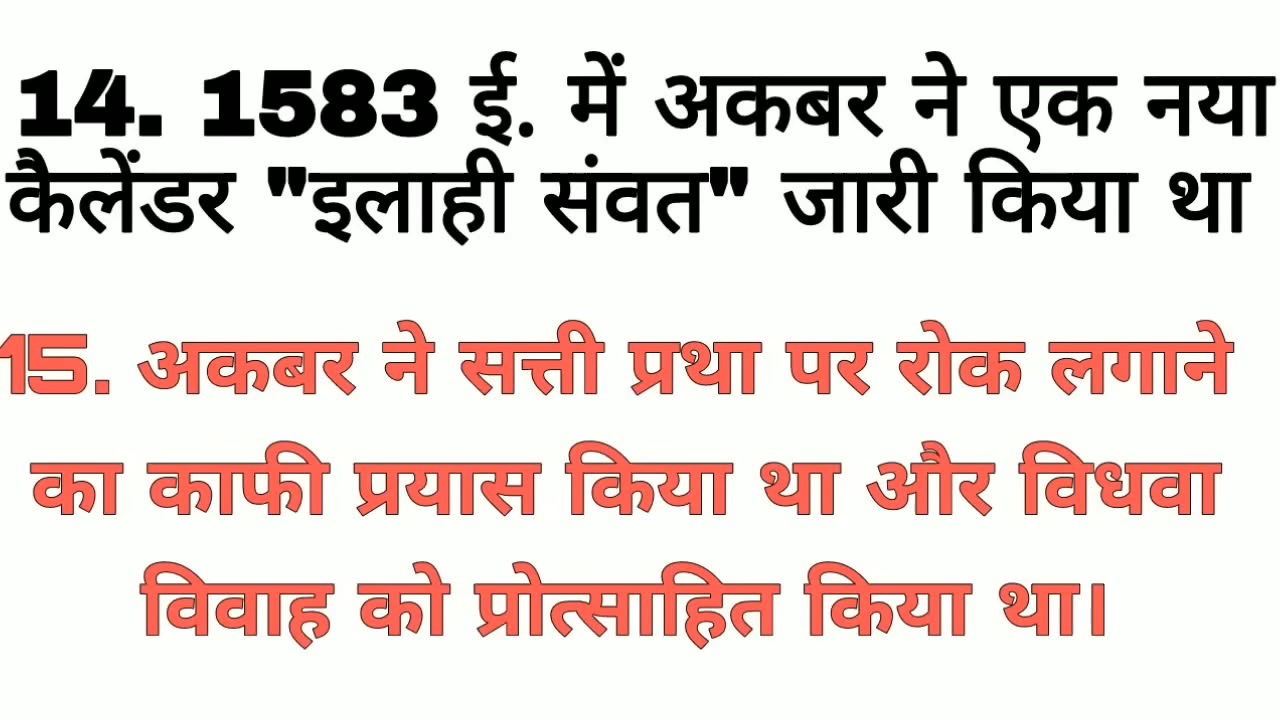 14. 1583 ई. में अकबर ने एक नया
कैलेंडर "इलाही संवत" जारी किया था
15. अकबर ने सत्ती प्रथा पर रोक लगाने
का काफी प्रयास किया था और विधवा
विवाह को प्रोत्साहित किया था।